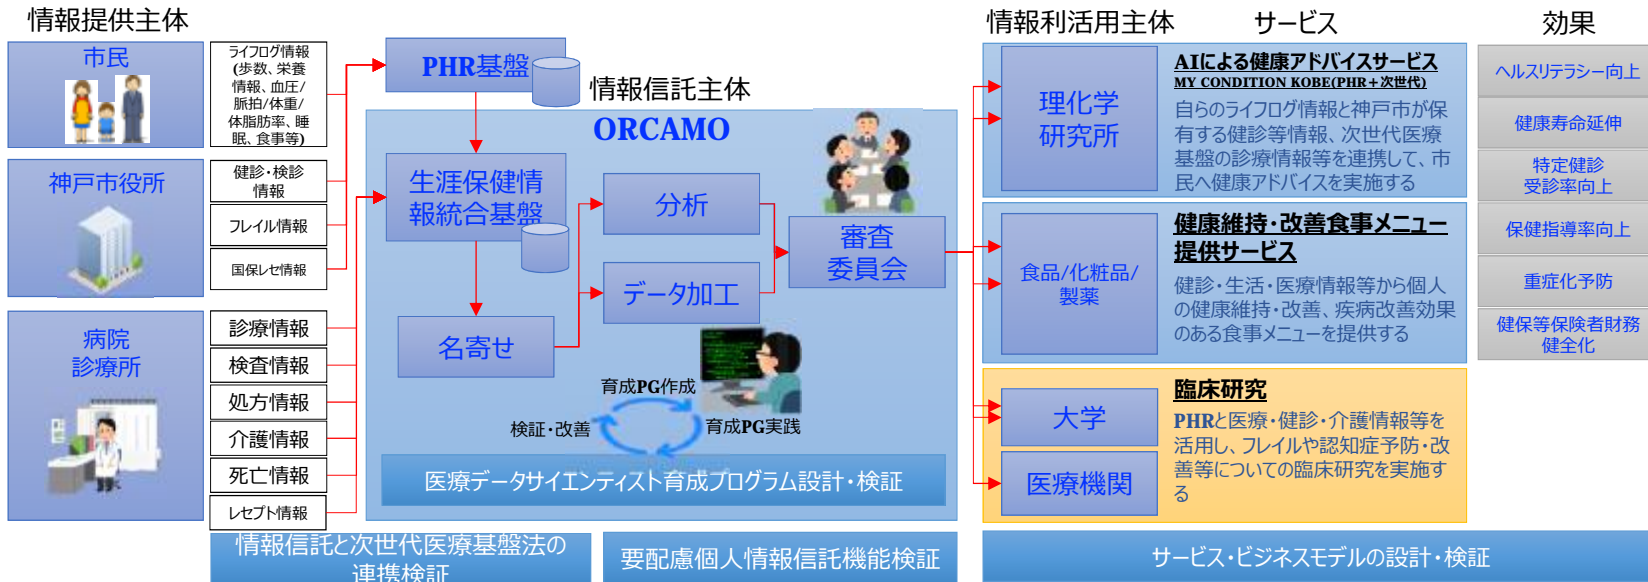 情報提供主体
市民
ライフログ情報
(歩数、栄養
情報、血圧/
脈拍/体重/
体脂肪率、睡
眠、食事等)
神戸市役所
健診・検診
情報
フレイル情報
国保レセ情報
病院
診療所
診療情報
検査情報
処方情報
介護情報
死亡情報
レセプト情報
PHR基盤
情報信託主体
ORCAMO
生涯保健情
報統合基盤
名寄せ
分析
データ加工
審査
委員会
育成PG作成
検証・改善
育成PG実践
医療データサイエンティスト育成プログラム設計・検証
情報信託と次世代医療基盤法の
連携検証
要配慮個人情報信託機能検証
情報利活用主体
サービス
理化学
研究所
AIによる健康アドバイスサービス
MY CONDITION KOBE(PHR+次世代)
自らのライフログ情報と神戸市が保
有する健診等情報、次世代医療
基盤の診療情報等を連携して、市
民へ健康アドバイスを実施する
食品/化粧品/
製薬
健康維持・改善食事メニュー
提供サービス
健診・生活・医療情報等から個人
の健康維持・改善、疾病改善効果
のある食事メニューを提供する
大学
医療機関
臨床研究
PHRと医療・健診・介護情報等を
活用し、フレイルや認知症予防・改
善等についての臨床研究を実施す
る
サービス・ビジネスモデルの設計・検証
効果
ヘルスリテラシー向上
健康寿命延伸
特定健診
受診率向上
保健指導率向上
重症化予防
健保等保険者財務
健全化